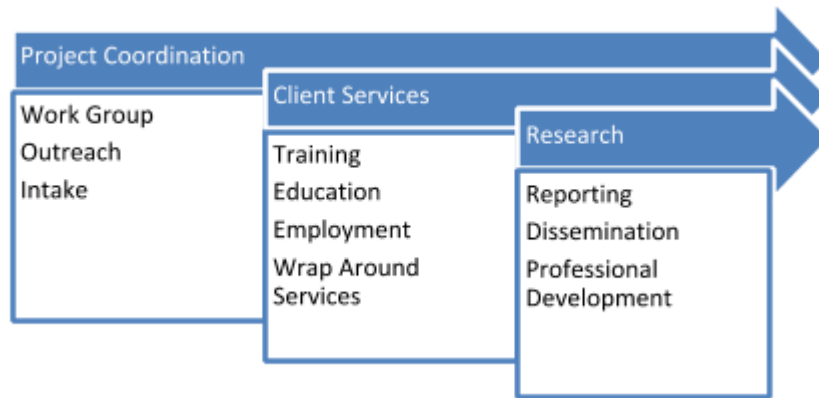 Project Coordination
Work Group
Outreach
Intake
Client Services
Training
Education
Employment
Wrap Around
Services
Research
Reporting
Dissemination
Professional
Development